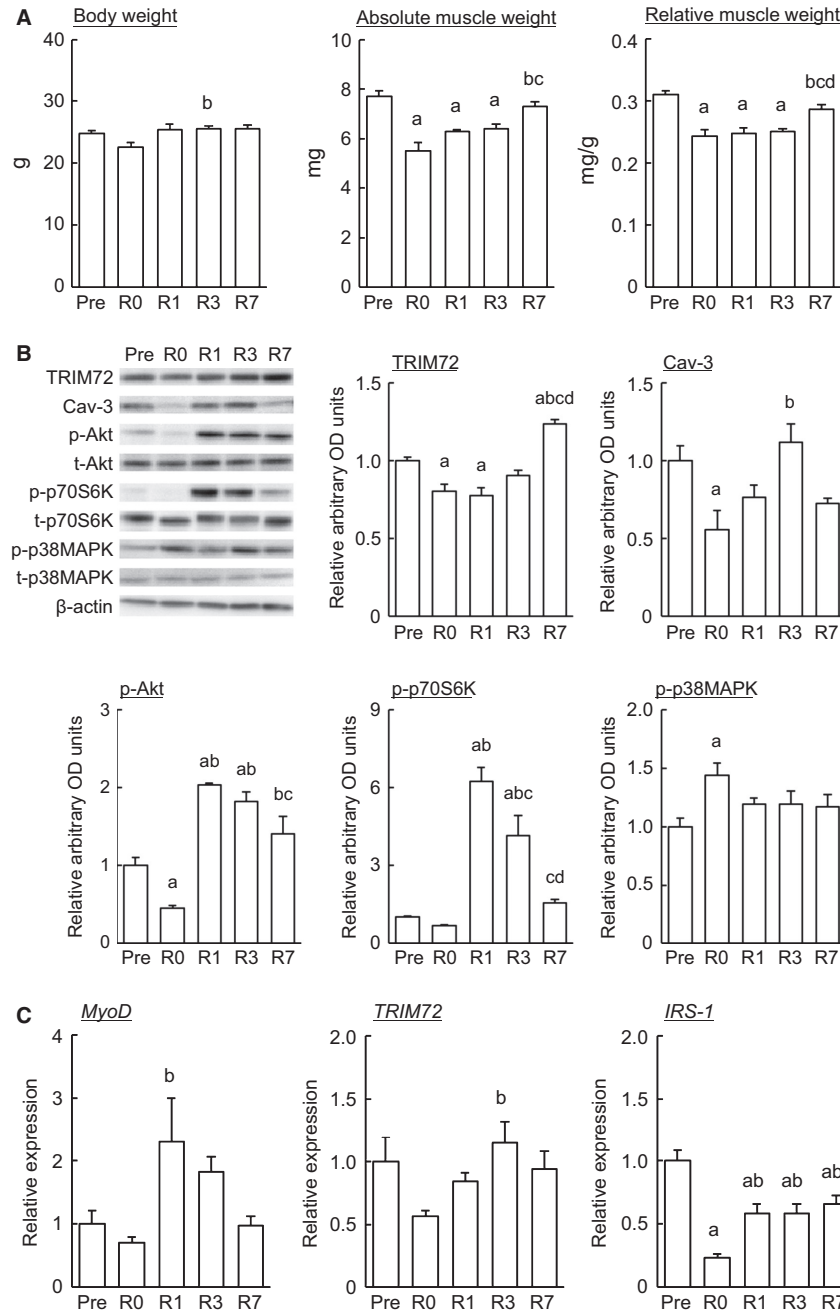 A
Body weight
Absolute muscle weight
Relative muscle weight
40
30
20
10
0
g
b
Pre R0 R1 R3 R7
10
8
6
4
2
0
mg
a a a bc
Pre R0 R1 R3 R7
0.4
0.3
0.2
0.1
0
mg/g
a a a bcd
Pre R0 R1 R3 R7
B
Pre R0 R1 R3 R7
TRIM72
Cav-3
p-Akt
t-Akt
p-p70S6K
t-p70S6K
p-p38MAPK
t-p38MAPK
β-actin
TRIM72
1.5
1.0
0.5
0
Relative arbitrary OD units
a a abcd
Pre R0 R1 R3 R7
Cav-3
1.5
1.0
0.5
0
Relative arbitrary OD units
a b
Pre R0 R1 R3 R7
p-Akt
3
2
1
0
Relative arbitrary OD units
a ab ab bc
Pre R0 R1 R3 R7
p-p70S6K
9
6
3
0
Relative arbitrary OD units
ab abc cd
Pre R0 R1 R3 R7
p-p38MAPK
2.0
1.5
1.0
0.5
0
Relative arbitrary OD units
a
Pre R0 R1 R3 R7
C
MyoD
4
3
2
1
0
Relative expression
b
Pre R0 R1 R3 R7
TRIM72
2.0
1.5
1.0
0.5
0
Relative expression
b
Pre R0 R1 R3 R7
IRS-1
2.0
1.5
1.0
0.5
0
Relative expression
a ab ab ab
Pre R0 R1 R3 R7